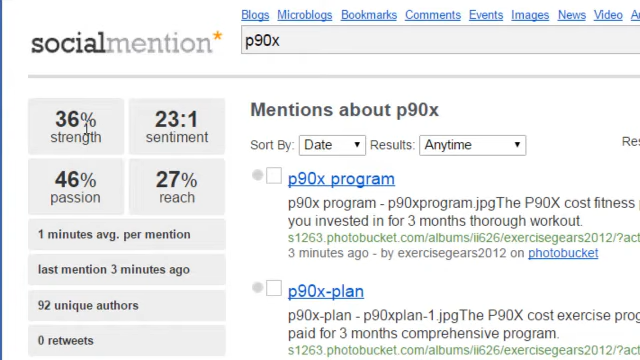 Blogs Microblogs Bookmarks Comments Events Images News Video
socialmention*
p90x
36%
strength
23:1
sentiment
46%
passion
27%
reach
1 minutes avg. per mention
last mention 3 minutes ago
92 unique authors
0 retweets
Mentions about p90x
Sort By: Date Results: Anytime
p90x program
p90x program - p90xprogram.jpgThe P90X cost fitness
you invested in for 3 months thorough workout.
s1263.photobucket.com/albums/ii626/exercisegears2012/?act
3 minutes ago - by exercisegears2012 on photobucket
p90x-plan
p90x-plan - p90xplan-1.jpgThe P90X cost exercise prog
paid for 3 months comprehensive program.
s1263.photobucket.com/albums/ii626/exercisegears2012/?act